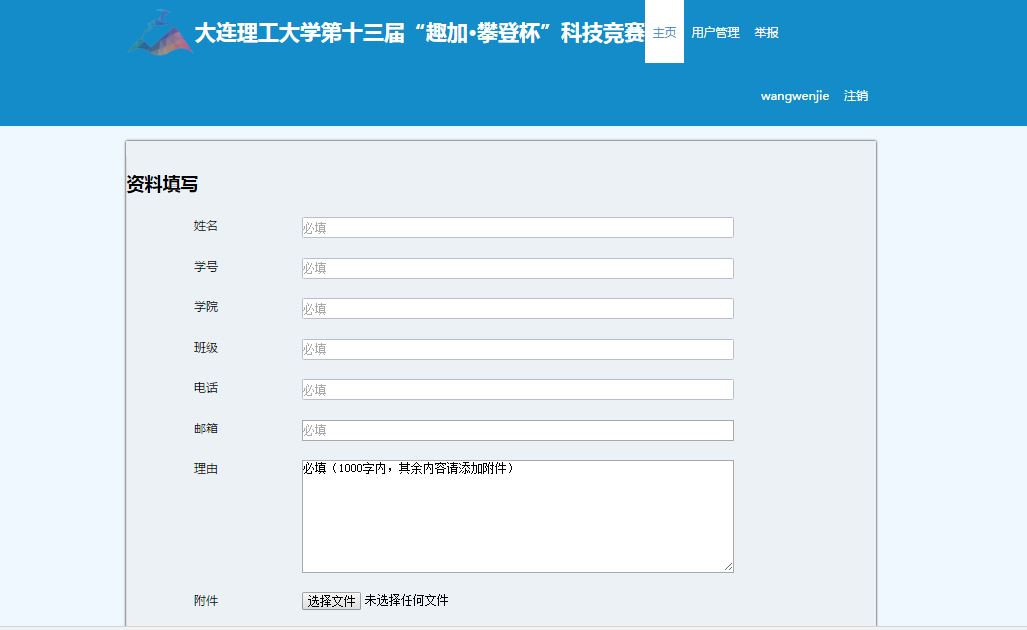 大连理工大学第十三届“趣加·攀登杯”科技竞赛 主页 用户管理 举报
wangwenjie 注销
资料填写
姓名 必填
学号 必填
学院 必填
班级 必填
电话 必填
邮箱 必填
理由 必填（1000字内，其余内容请添加附件）
附件 选择文件 未选择任何文件